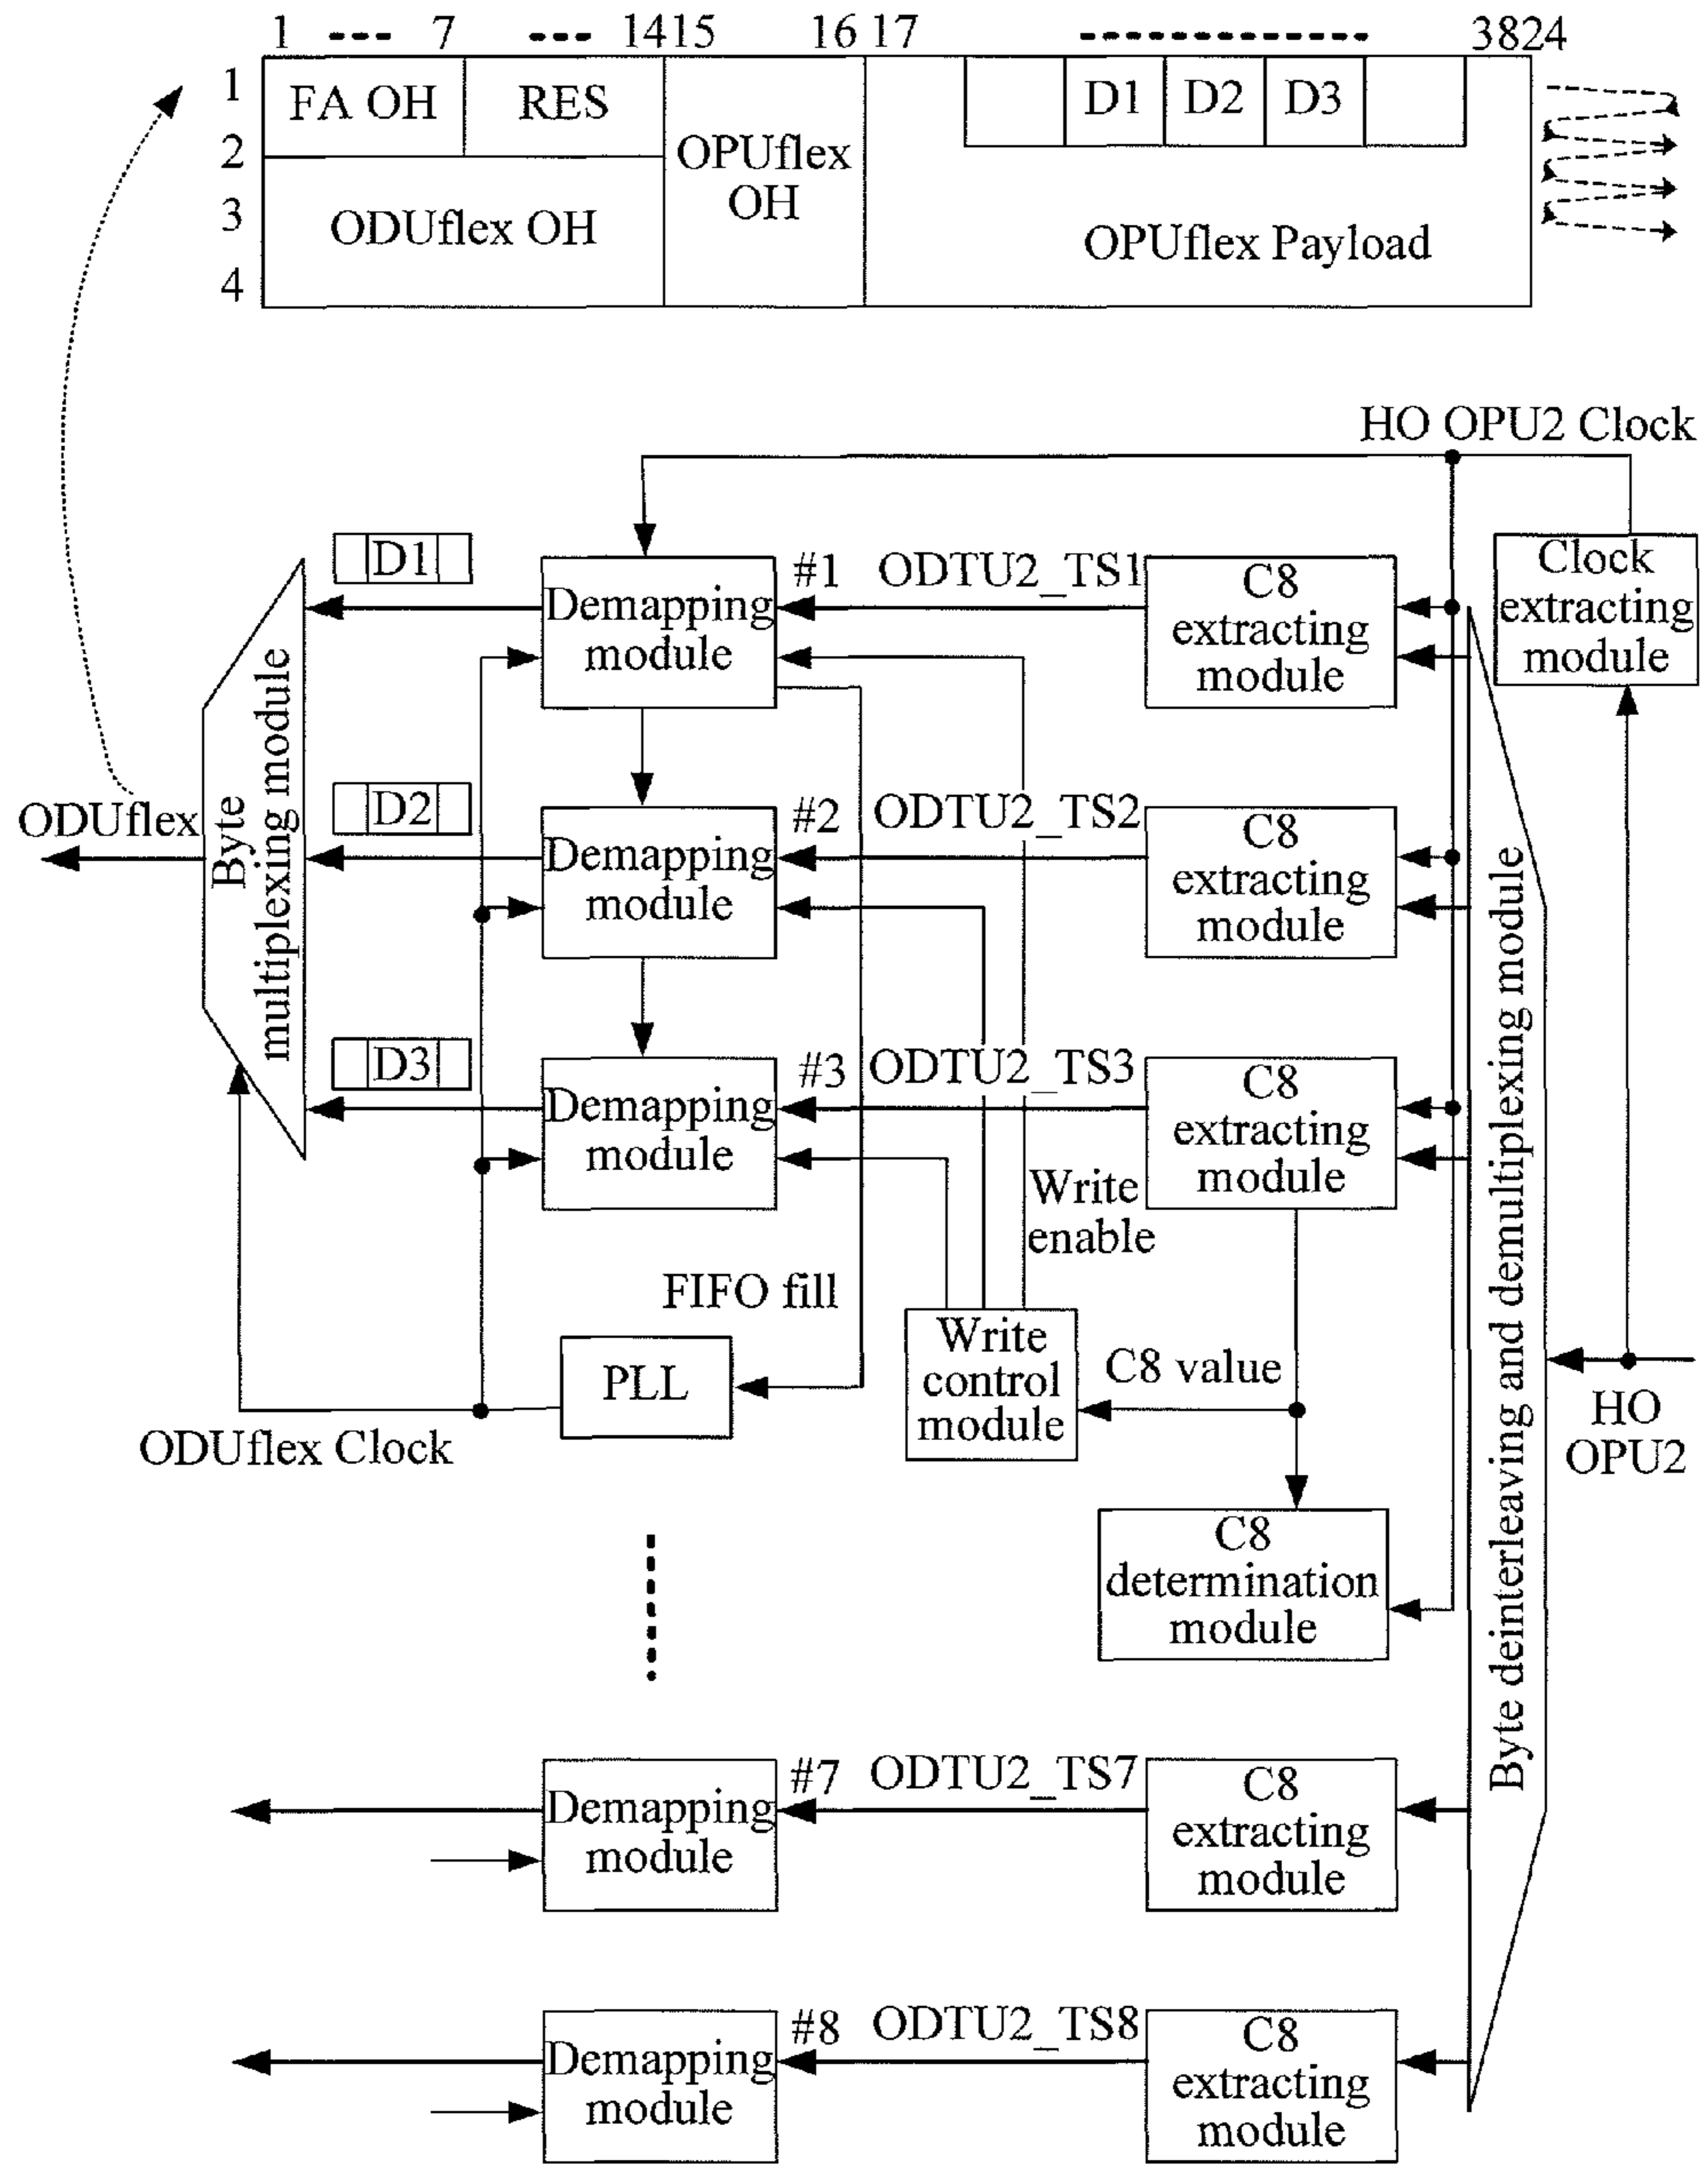 1 --- 7 --- 14 15 16 17 ------------ 3824
1
FA OH
RES
D1
D2
D3
2
OPUflex
OH
3
ODUflex OH
OPUflex Payload
4
HO OPU2 Clock
D1
Demapping
module
#1
ODTU2_TS1
C8
extracting
module
Clock
extracting
module
D2
Demapping
module
#2
ODTU2_TS2
C8
extracting
module
ODUflex
Byte
multiplexing module
D3
Demapping
module
#3
ODTU2_TS3
C8
extracting
module
Byte deinterleaving and demultiplexing module
Write
enable
FIFO fill
PLL
Write
control
module
C8 value
HO
OPU2
ODUflex Clock
C8
determination
module
Demapping
module
#7
ODTU2_TS7
C8
extracting
module
Demapping
module
#8
ODTU2_TS8
C8
extracting
module